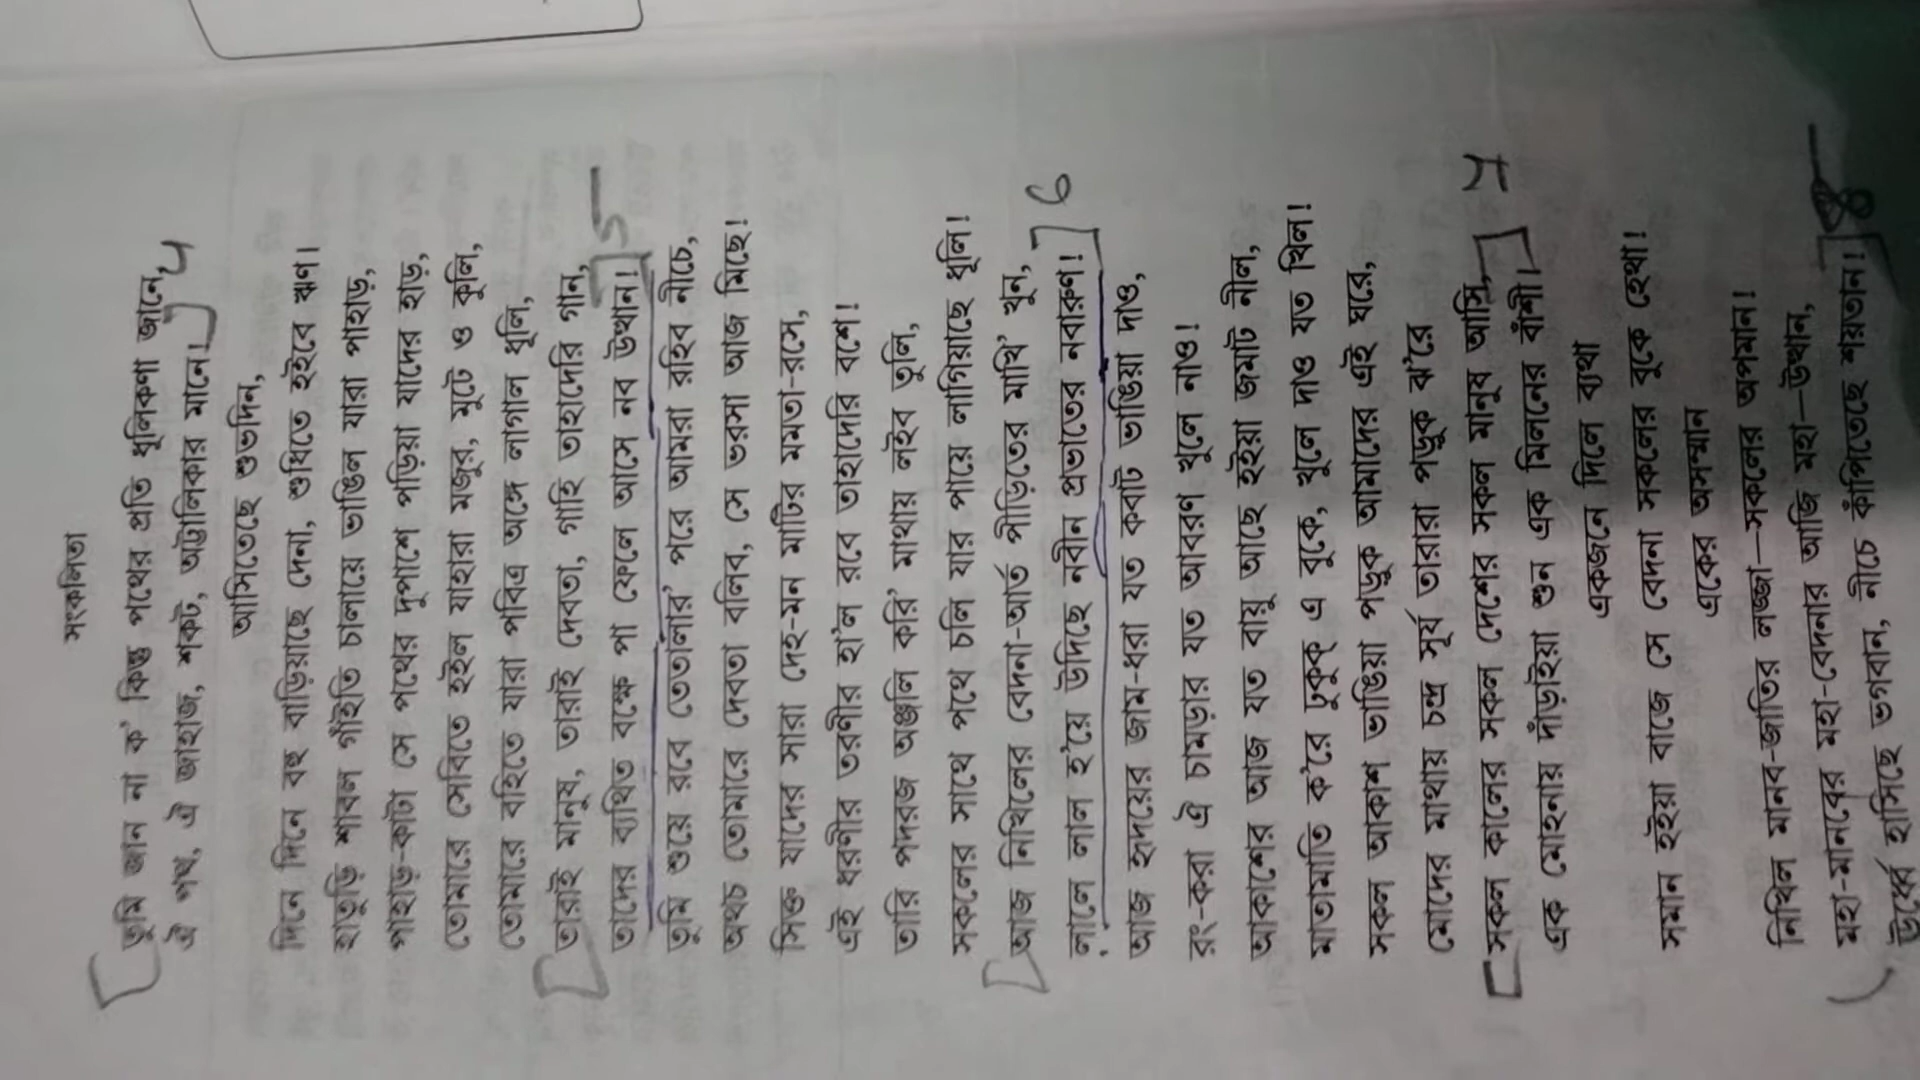 সংকলিতা
তুমি জান না ক' কিন্তু পথের প্রতি ধূলিকণা জানে,
ঐ পথ, ঐ জাহাজ, শকট, অট্টালিকার মানে!
4
আসিতেছে শুভদিন,
দিনে দিনে বহু বাড়িয়াছে দেনা, শুধিতে হইবে ঋণ।
হাতুড়ি শাবল গাঁইতি চালায়ে ভাঙিল যারা পাহাড়,
পাহাড়-কাটা সে পথের দুপাশে পড়িয়া যাদের হাড়,
তোমারে সেবিতে হইল যাহারা মজুর, মুটে ও কুলি,
তোমারে বহিতে যারা পবিত্র অঙ্গে লাগাল ধূলি,
তারাই মানুষ, তারাই দেবতা, গাহি তাহাদেরি গান,
তাদের ব্যথিত বক্ষে পা ফেলে আসে নব উত্থান!
5
তুমি শুয়ে রবে তেতালার' পরে আমরা রহিব নীচে,
অথচ তোমারে দেবতা বলিব, সে ভরসা আজ মিছে!
সিক্ত যাদের সারা দেহ-মন মাটির মমতা-রসে,
এই ধরণীর তরণীর হা'ল রবে তাহাদেরি বশে!
তারি পদরজ অঞ্জলি করি' মাথায় লইব তুলি,
সকলের সাথে পথে চলি যার পায়ে লাগিয়াছে ধূলি!
আজ নিখিলের বেদনা-আর্ত পীড়িতের মাখি' খুন,
লালে লাল হ'য়ে উদিছে নবীন প্রভাতের নবারুণ!
6
আজ হৃদয়ের জাম-ধরা যত কবাট ভাঙিয়া দাও,
রং-করা ঐ চামড়ার যত আবরণ খুলে নাও!
আকাশের আজ যত বায়ু আছে হইয়া জমাট নীল,
মাতামাতি ক'রে ঢুকুক্ এ বুকে, খুলে দাও যত খিল!
সকল আকাশ ভাঙিয়া পড়ুক আমাদের এই ঘরে,
মোদের মাথায় চন্দ্র সূর্য তারারা পড়ুক ঝ'রে
সকল কালের সকল দেশের সকল মানুষ আসি,
এক মোহনায় দাঁড়াইয়া শুন এক মিলনের বাঁশী।
একজনে দিলে ব্যথা
সমান হইয়া বাজে সে বেদনা সকলের বুকে হেথা!
একের অসম্মান
নিখিল মানব-জাতির লজ্জা—সকলের অপমান!
মহা-মানবের মহা-বেদনার আজি মহা—উত্থান,
উর্ধ্বে হাসিছে ভগবান, নীচে কাঁপিতেছে শয়তান!